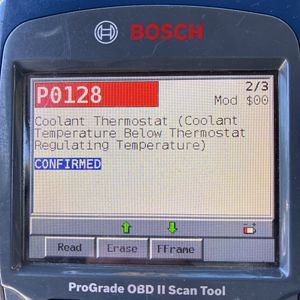 BOSCH
P0128
2/3
Mod $00
Coolant Thermostat (Coolant
Temperature Below Thermostat
Regulating Temperature)
CONFIRMED
Read Erase FFrame
ProGrade OBD II Scan Tool